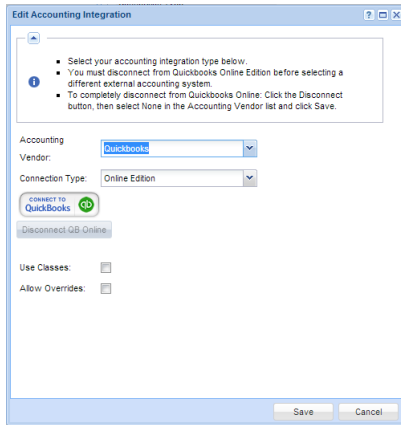 Edit Accounting Integration
?
Select your accounting integration type below.
You must disconnect from Quickbooks Online Edition before selecting a
different external accounting system.
To completely disconnect from Quickbooks Online: Click the Disconnect
button, then select None in the Accounting Vendor list and click Save.
Accounting
Vendor:
Quickbooks
Connection Type:
Online Edition
CONNECT TO
QuickBooks
qb
Disconnect QB Online
Use Classes:
Allow Overrides:
Save
Cancel